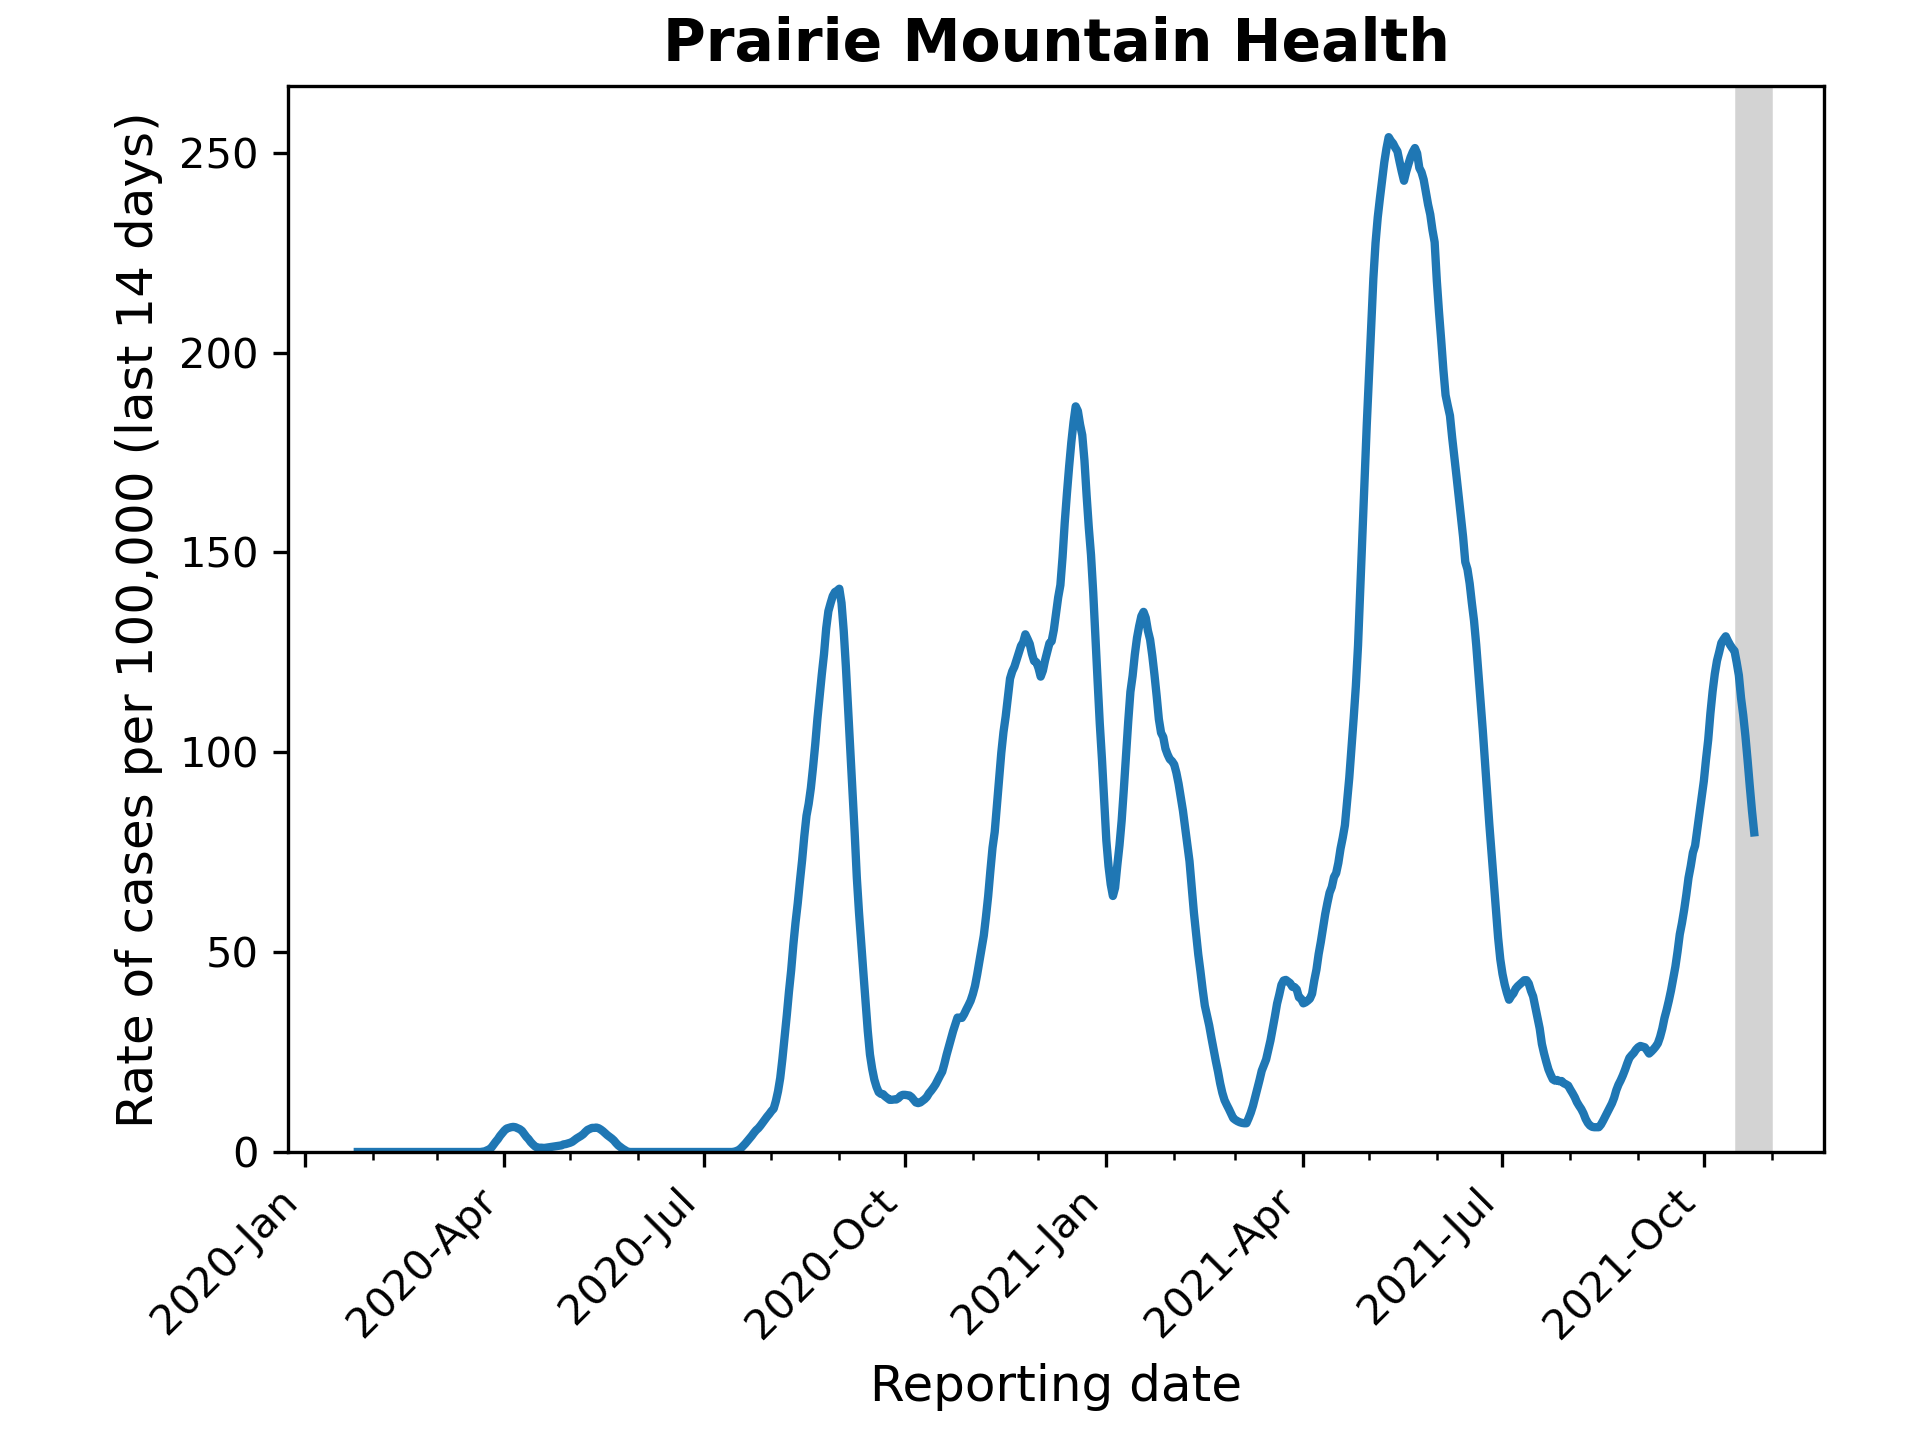 Prairie Mountain Health
Rate of cases per 100,000 (last 14 days)
250
200
150
100
50
0
2020-Jan
2020-Apr
2020-Jul
2020-Oct
2021-Jan
2021-Apr
2021-Jul
2021-Oct
Reporting date